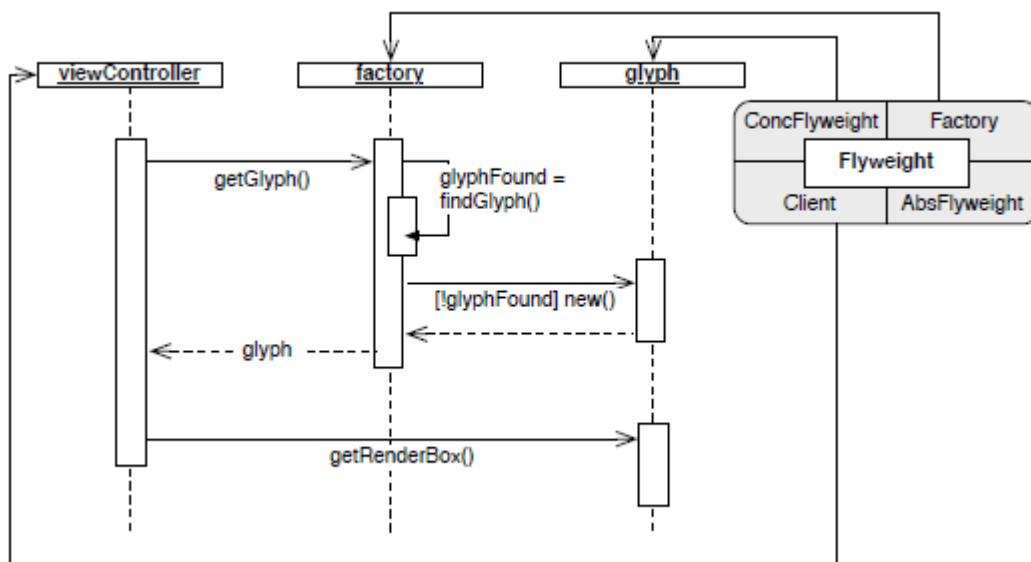 viewController
factory
glyph
ConcFlyweight
Factory
Flyweight
Client
AbsFlyweight
getGlyph()
glyphFound =
findGlyph()
[!glyphFound] new()
glyph
getRenderBox()